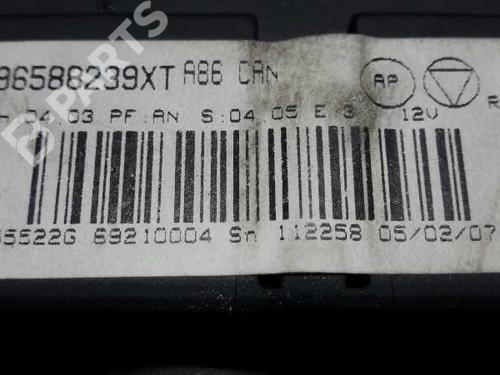 96588239XT A86 CAN AP
H 04.03 PF:AN S:04 05 E 3 12V
65522G 69210004 Sn 112258 05/02/07
B-PARTS